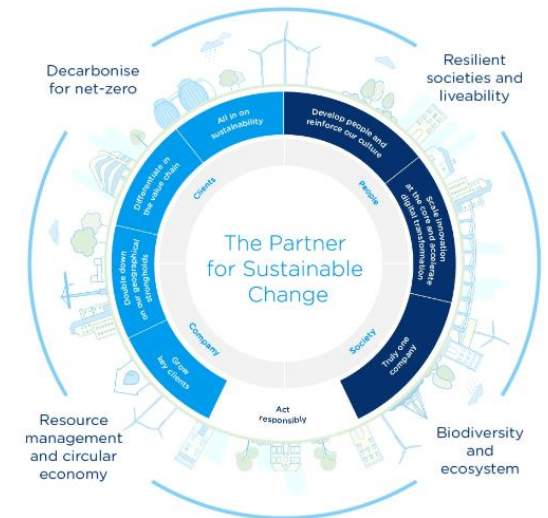 Decarbonise
for net-zero
Resilient
societies and
liveability
All in on
sustainability
Develop people and
reinforce our culture
Differentiate in
the value chain
Scale innovation
at the core and accelerate
digital transformation
Clients
People
The Partner
for Sustainable
Change
Double down
on our geographical
strongholds
Company
Society
Grow
key clients
Truly one
company
Act
responsibly
Resource
management
and circular
economy
Biodiversity
and
ecosystem